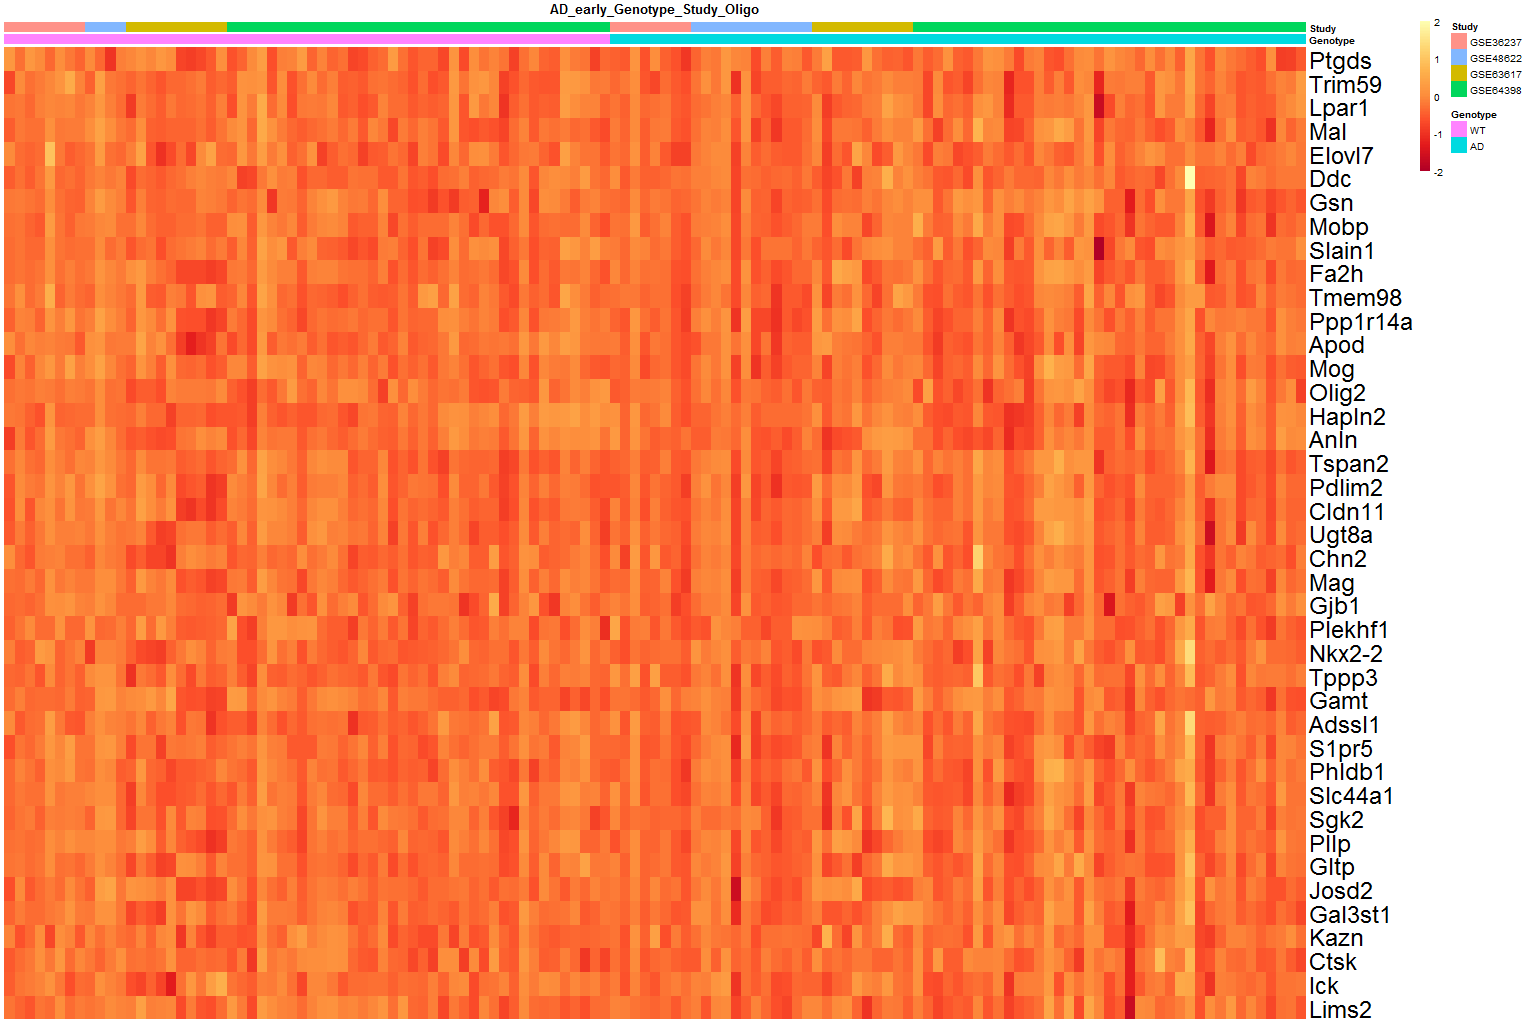 AD_early_Genotype_Study_Oligo
Study
Genotype
Ptgds
Trim59
Lpar1
Mal
Elovl7
Ddc
Gsn
Mobp
Slain1
Fa2h
Tmem98
Ppp1r14a
Apod
Mog
Olig2
Hapln2
Anln
Tspan2
Pdlim2
Cldn11
Ugt8a
Chn2
Mag
Gjb1
Plekhf1
Nkx2-2
Tppp3
Gamt
Adssl1
S1pr5
Phldb1
Slc44a1
Sgk2
Pllp
Gltp
Josd2
Gal3st1
Kazn
Ctsk
Ick
Lims2
2
1
0
-1
-2
Study
GSE36237
GSE48622
GSE63617
GSE64398
Genotype
WT
AD